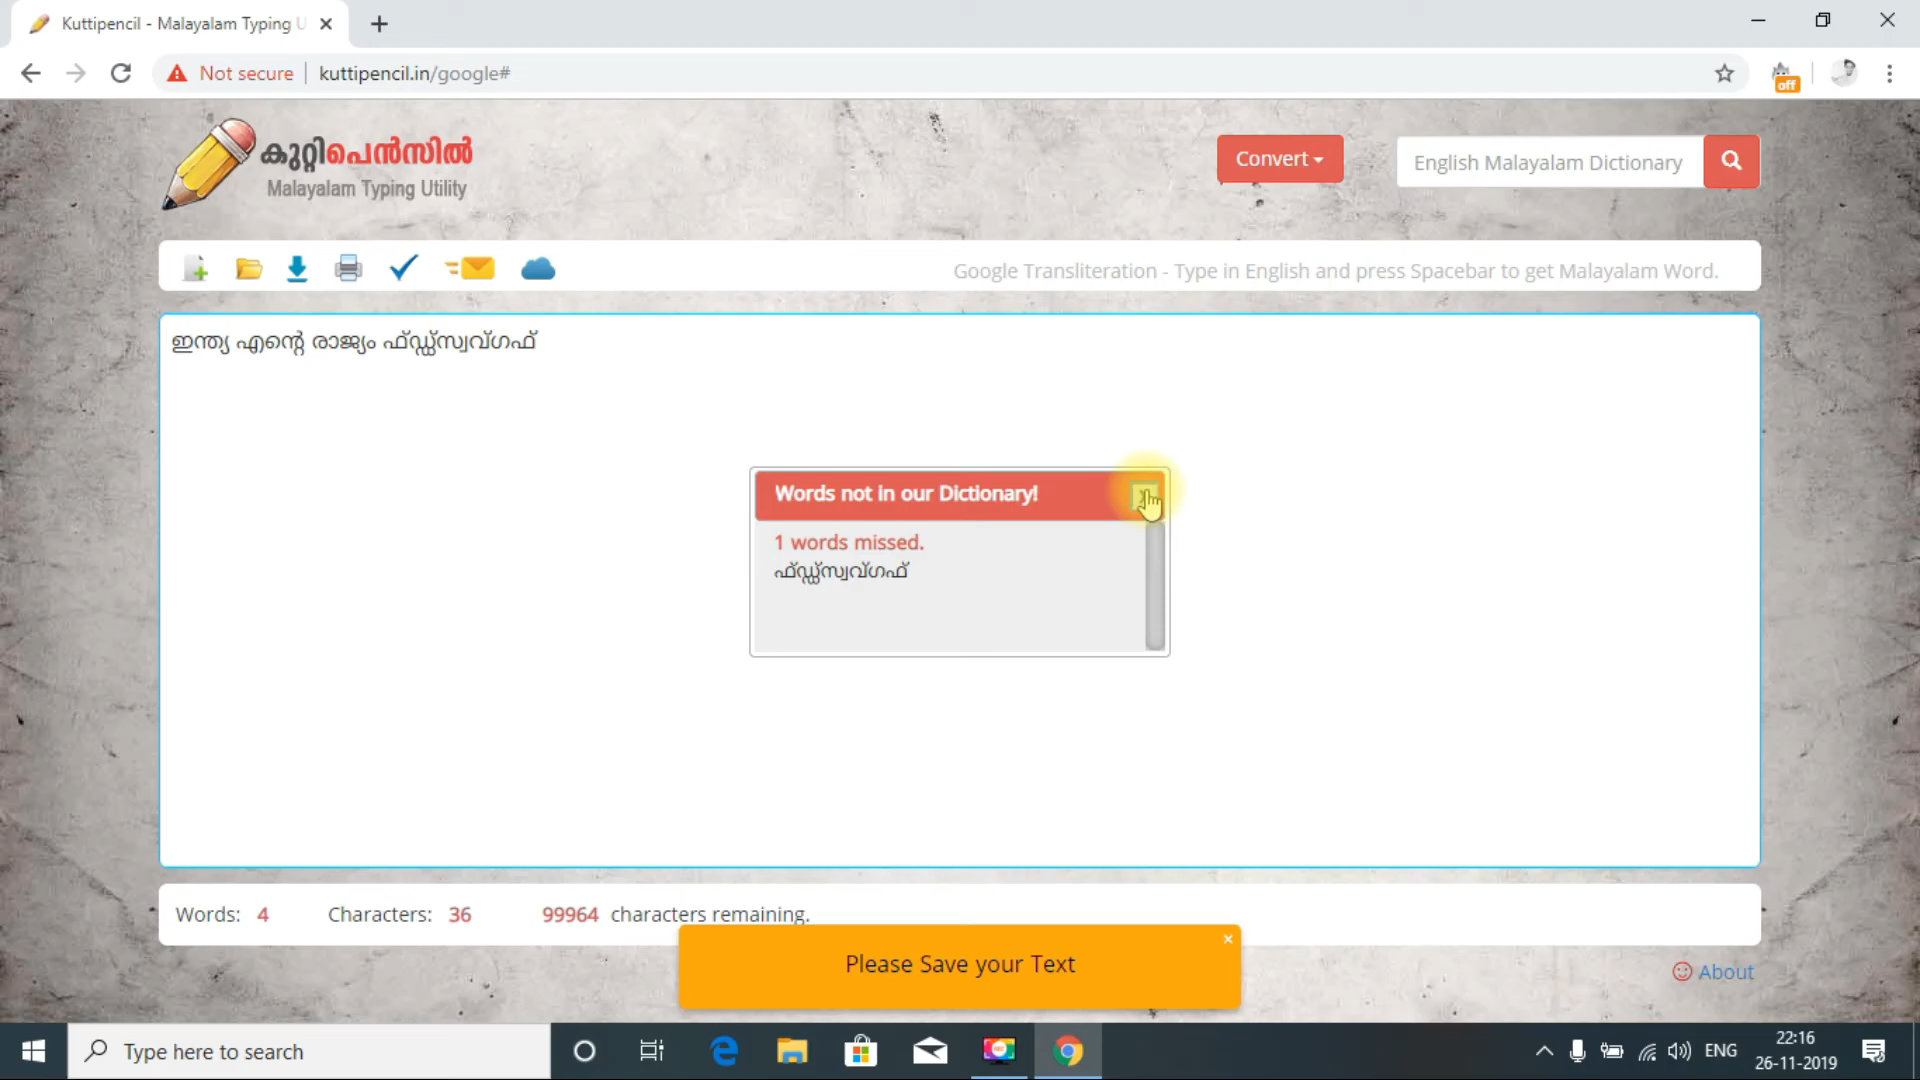 Kuttipencil - Malayalam Typing U
Not secure
kuttipencil.in/google#
off
കുറ്റിപെൻസിൽ
Malayalam Typing Utility
Convert
English Malayalam Dictionary
Google Transliteration - Type in English and press Spacebar to get Malayalam Word.
ഇന്ത്യ എന്റെ രാജ്യം ഫ്ഡ്ഡ്സ്വവ്ഗഫ്
Words not in our Dictionary!
1 words missed.
ഫ്ഡ്ഡ്സ്വവ്ഗഫ്
Words: 4 Characters: 36 99964 characters remaining.
Please Save your Text
About
Type here to search
ENG
22:16
26-11-2019